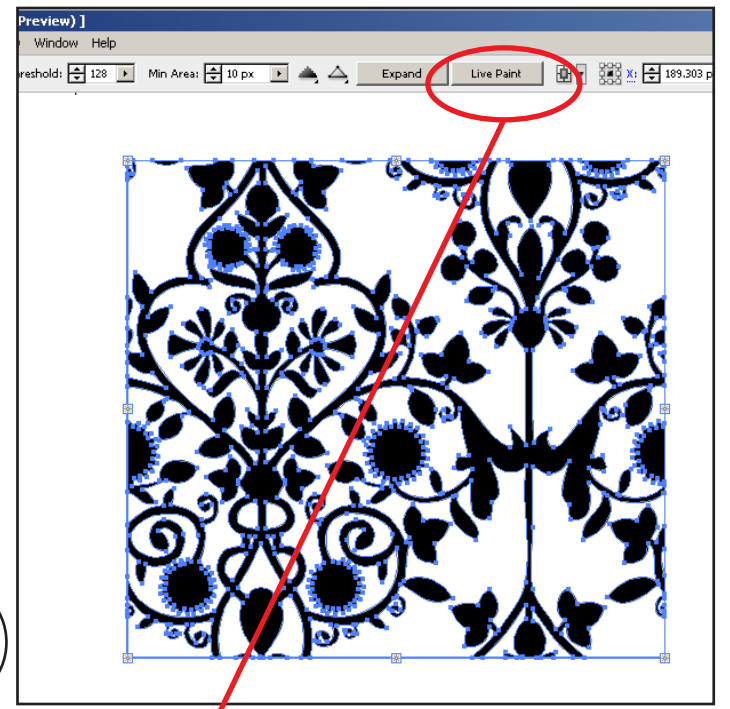 Preview) ]
Window Help
reshold: 128 Min Area: 10 px Expand Live Paint X: 189.303 p